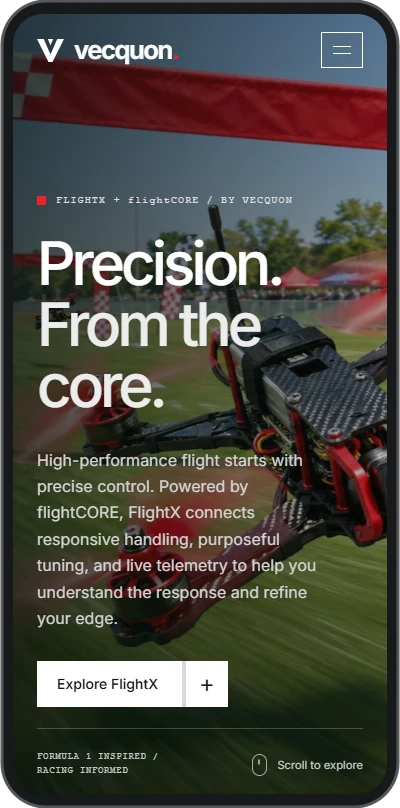 vecquon.
FLIGHTX + flightCORE / BY VECQUON
Precision.
From the
core.
High-performance flight starts with
precise control. Powered by
flightCORE, FlightX connects
responsive handling, purposeful
tuning, and live telemetry to help you
understand the response and refine
your edge.
Explore FlightX +
FORMULA 1 INSPIRED /
RACING INFORMED
Scroll to explore